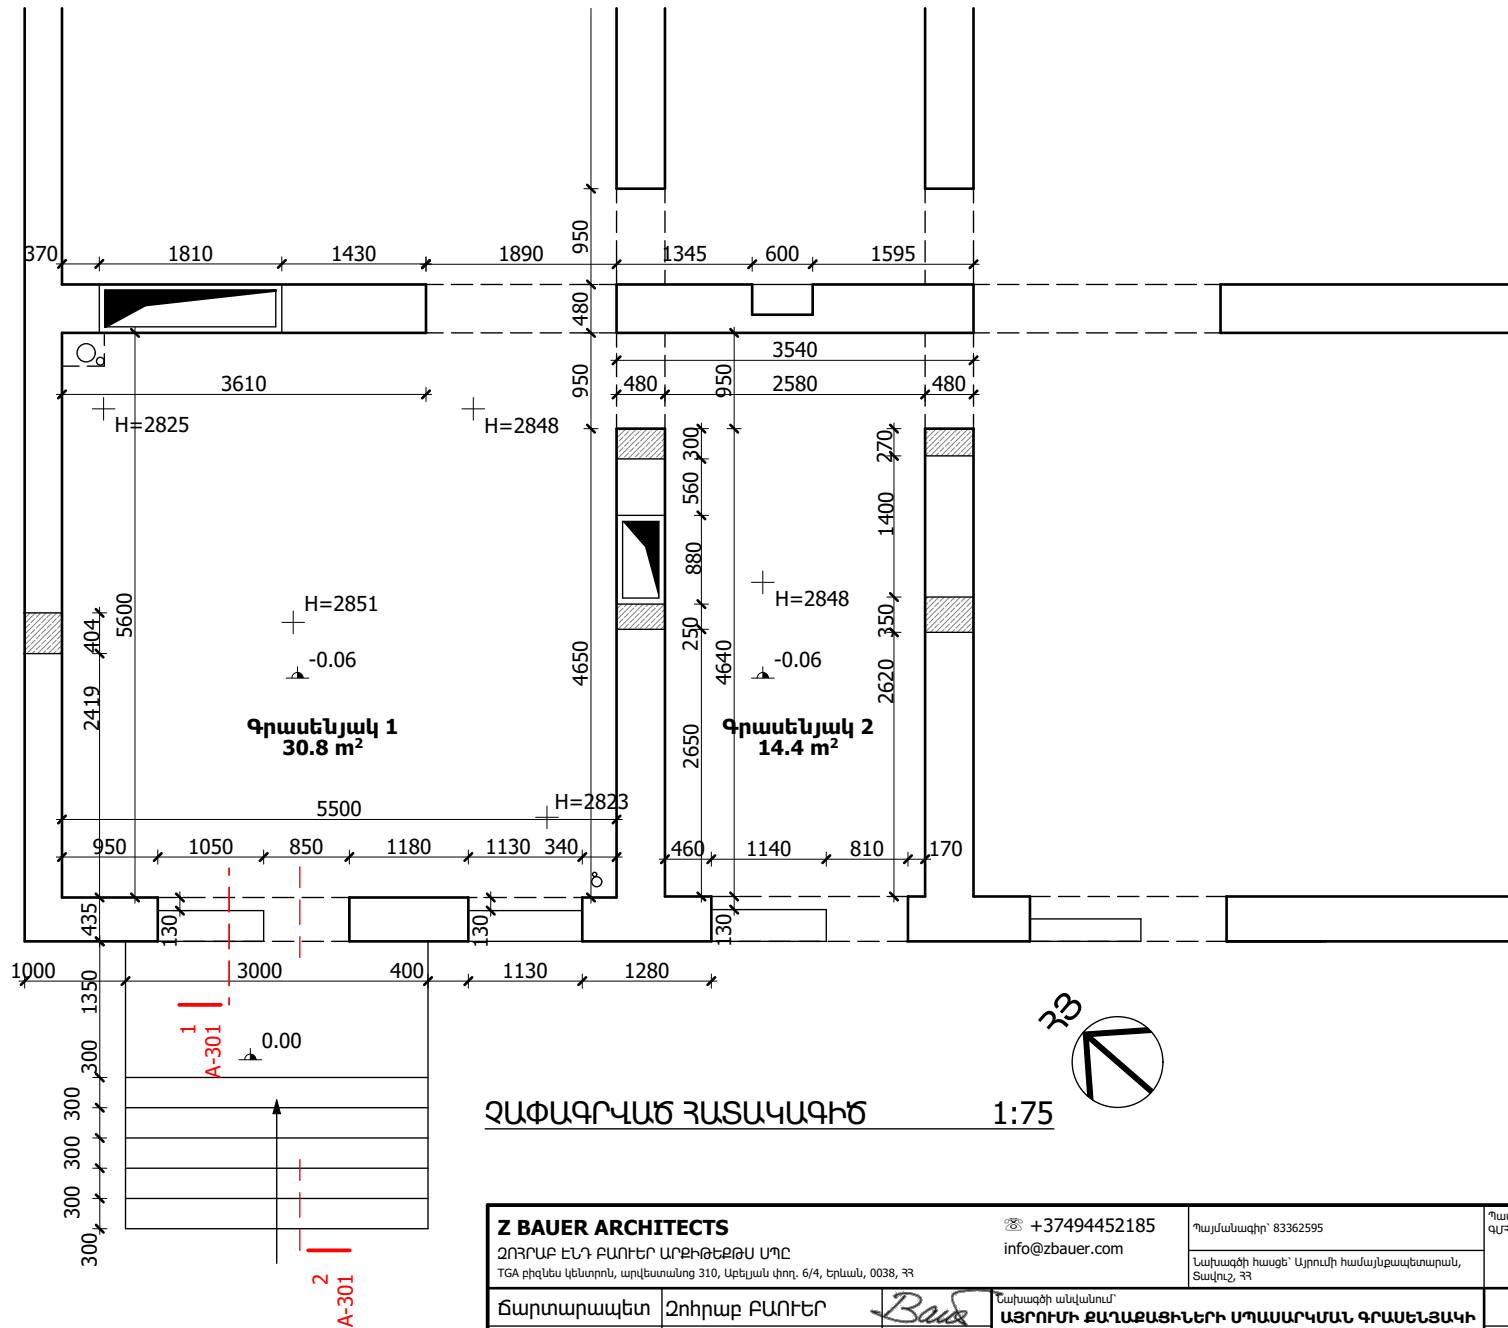 950
370
1810
1430
1890
1345
600
1595
480
3540
3610
950
480
2580
950
480
H=2825
H=2848
300
270
560
1400
880
H=2848
H=2851
5600
404
250
350
-0.06
-0.06
4650
4640
2620
2419
Գրասենյակ 1
30.8 m²
Գրասենյակ 2
14.4 m²
2650
H=2823
5500
950
1050
850
1180
1130
340
460
1140
810
170
435
130
130
130
1000
3000
400
1130
1280
1350
1
A-301
ՀՅ
0.00
300
300
300
300
300
300
2
A-301
ՉԱՓԱԳՐՎԱԾ ՀԱՏԱԿԱԳԻԾ 1:75
Z BAUER ARCHITECTS
ԶՈՀՐԱԲ ԷՆԴ ԲԱՈՒԵՐ ԱՐՔԻԹԵՔԹՍ ՍՊԸ
TGA բիզնես կենտրոն, արվեստանոց 310, Աբելյան փող. 6/4, Երևան, 0038, ՀՀ
☏ +37494452185
info@zbauer.com
Պայմանագիր՝ 83362595
Նախագծի հասցե՝ Այրումի համայնքապետարան,
Տավուշ, ՀՀ
Ճարտարապետ
Զոհրաբ ԲԱՈՒԵՐ
Նախագծի անվանում՝
ԱՅՐՈՒՄԻ ՔԱՂԱՔԱՑԻՆԵՐԻ ՍՊԱՍԱՐԿՄԱՆ ԳՐԱՍԵՆՅԱԿԻ